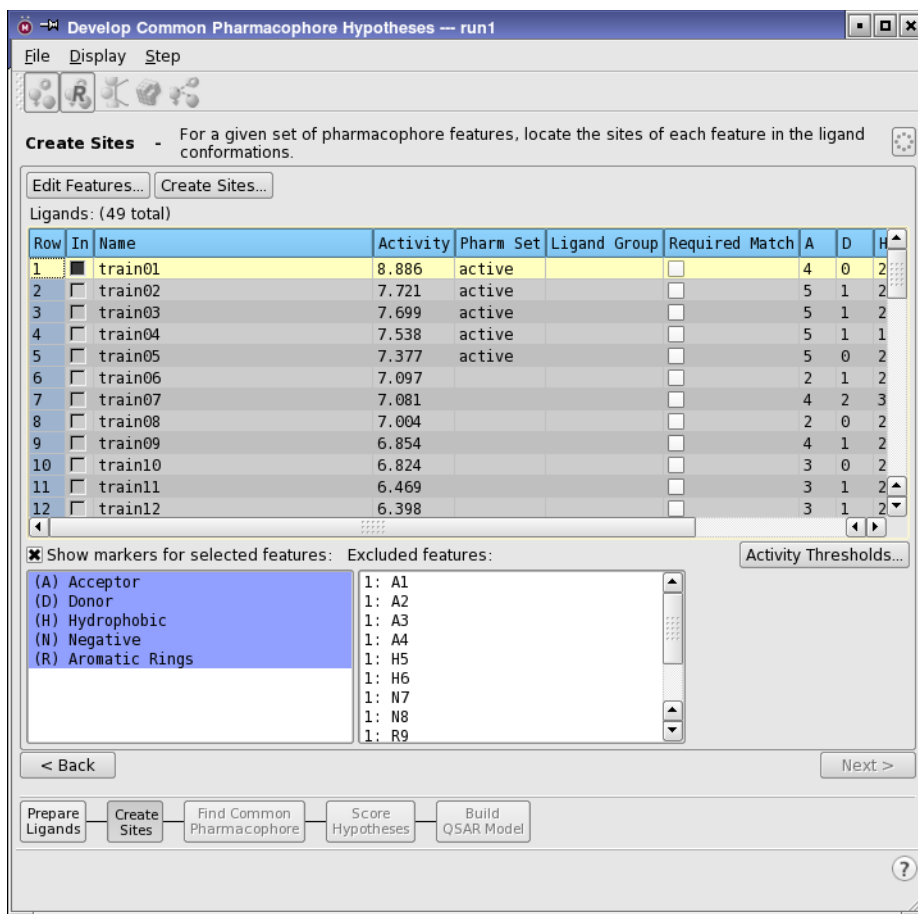 Develop Common Pharmacophore Hypotheses --- run1
File Display Step
Create Sites - For a given set of pharmacophore features, locate the sites of each feature in the ligand
conformations.
Edit Features... Create Sites...
Ligands: (49 total)
Row In Name Activity Pharm Set Ligand Group Required Match A D H
1 train01 8.886 active 4 0 2
2 train02 7.721 active 5 1 2
3 train03 7.699 active 5 1 2
4 train04 7.538 active 5 1 1
5 train05 7.377 active 5 0 2
6 train06 7.097 2 1 2
7 train07 7.081 4 2 3
8 train08 7.004 2 0 2
9 train09 6.854 4 1 2
10 train10 6.824 3 0 2
11 train11 6.469 3 1 2
12 train12 6.398 3 1 2
Show markers for selected features: Excluded features: Activity Thresholds...
(A) Acceptor 1: A1
(D) Donor 1: A2
(H) Hydrophobic 1: A3
(N) Negative 1: A4
(R) Aromatic Rings 1: H5
1: H6
1: N7
1: N8
1: R9
< Back Next >
Prepare Ligands Create Sites Find Common Pharmacophore Score Hypotheses Build QSAR Model
?